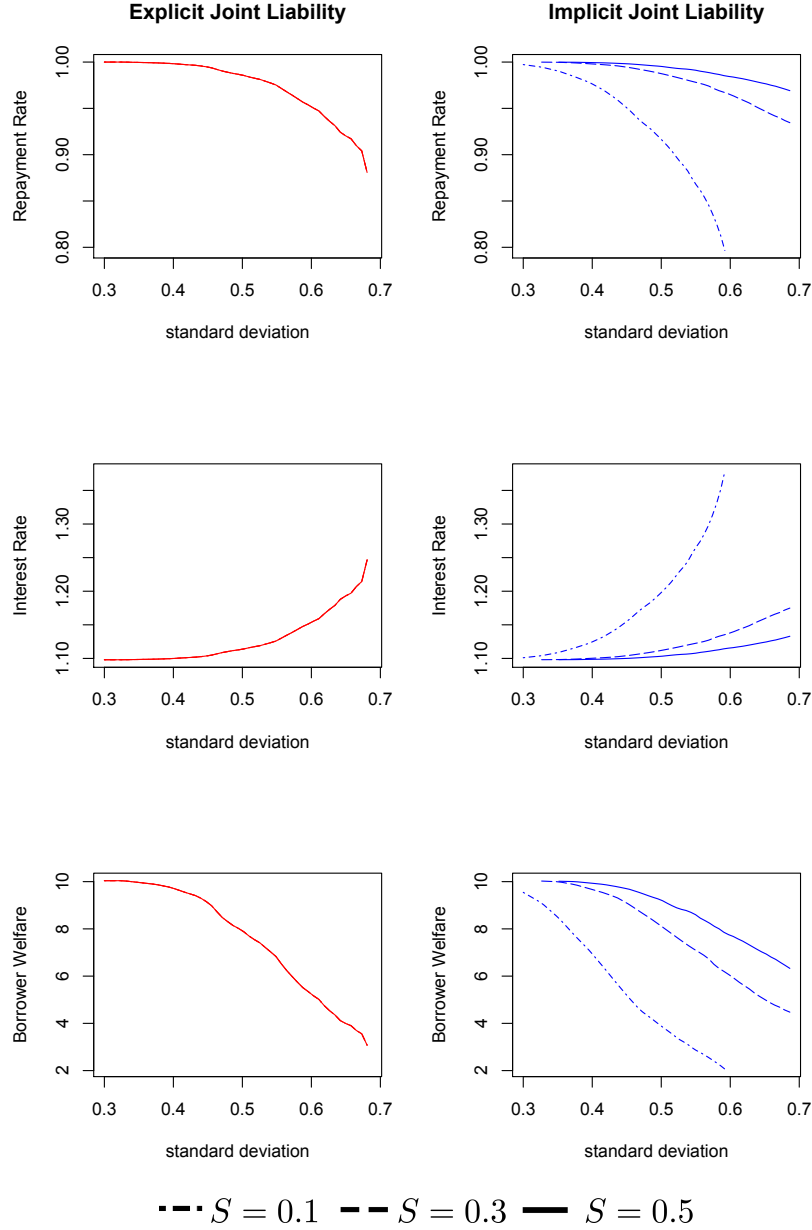 Explicit Joint Liability
Implicit Joint Liability
Repayment Rate
0.80 0.90 1.00
0.3 0.4 0.5 0.6 0.7
standard deviation
Repayment Rate
0.80 0.90 1.00
0.3 0.4 0.5 0.6 0.7
standard deviation
Interest Rate
1.10 1.20 1.30
0.3 0.4 0.5 0.6 0.7
standard deviation
Interest Rate
1.10 1.20 1.30
0.3 0.4 0.5 0.6 0.7
standard deviation
Borrower Welfare
2 4 6 8 10
0.3 0.4 0.5 0.6 0.7
standard deviation
Borrower Welfare
2 4 6 8 10
0.3 0.4 0.5 0.6 0.7
standard deviation
S = 0.1 S = 0.3 S = 0.5